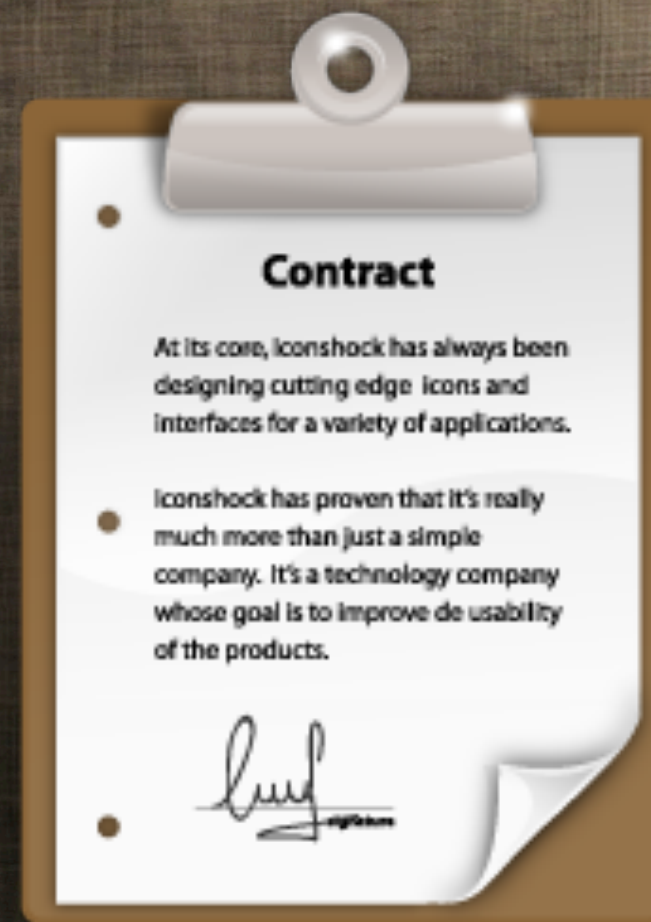 Contract
At its core, Iconshock has always been
designing cutting edge icons and
interfaces for a variety of applications.
Iconshock has proven that it's really
much more than just a simple
company. It's a technology company
whose goal is to improve de usability
of the products.
signature